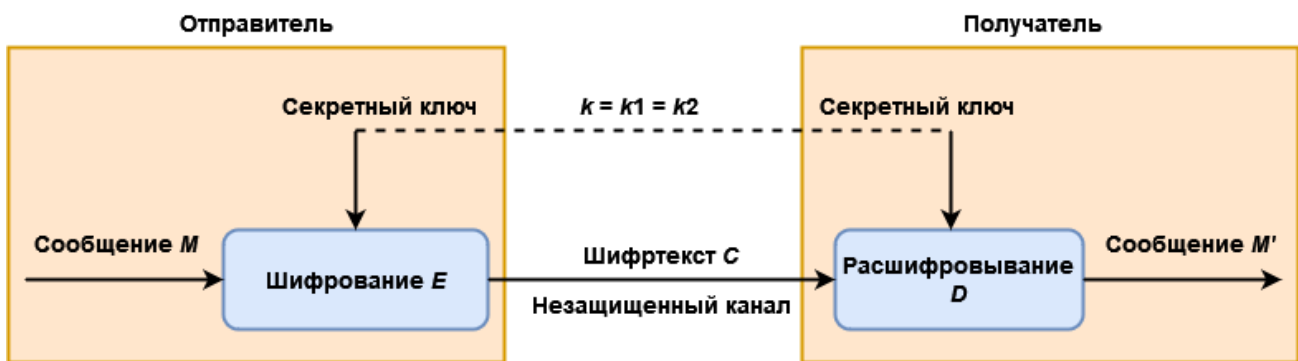 Отправитель
Получатель
Секретный ключ
k = k1 = k2
Секретный ключ
Сообщение M
Шифрование E
Шифртекст C
Незащищенный канал
Расшифровывание
D
Сообщение M'